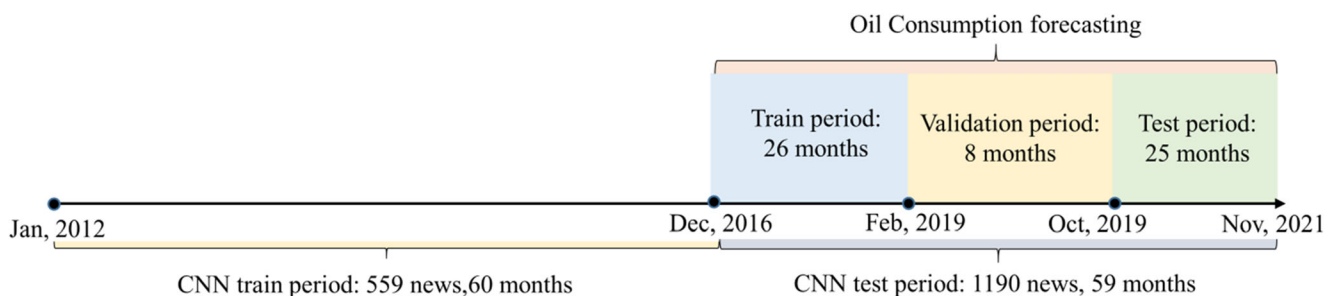 Oil Consumption forecasting
Train period:
26 months
Validation period:
8 months
Test period:
25 months
Jan, 2012
Dec, 2016
Feb, 2019
Oct, 2019
Nov, 2021
CNN train period: 559 news,60 months
CNN test period: 1190 news, 59 months